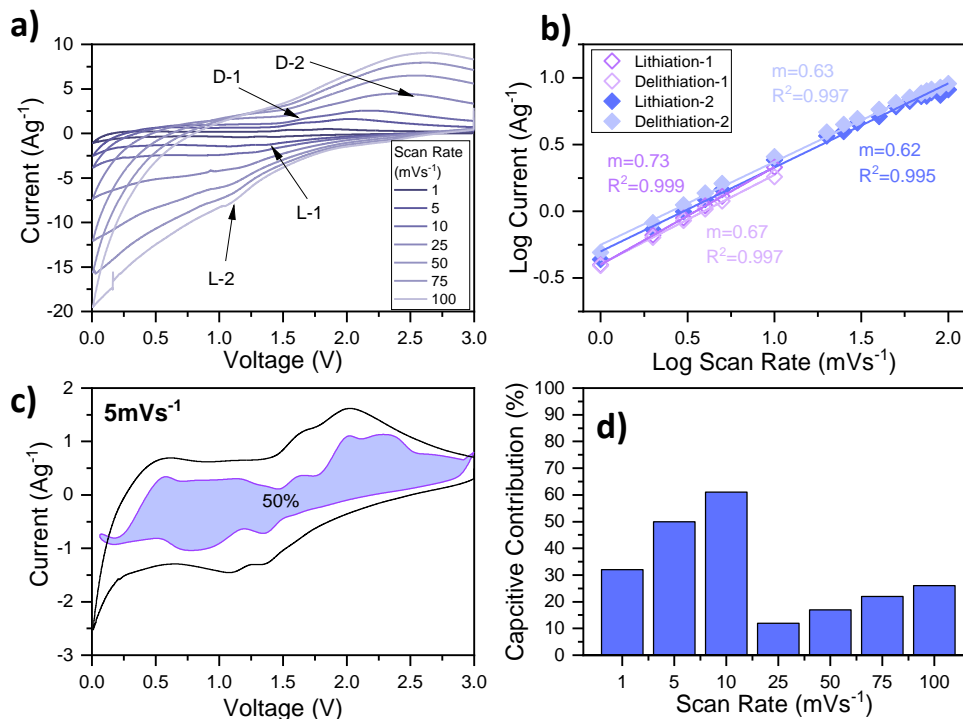 a)
10
5
0
-5
-10
-15
-20
Current (Ag⁻¹)
0.0 0.5 1.0 1.5 2.0 2.5 3.0
Voltage (V)
D-1
D-2
L-1
L-2
Scan Rate
(mVs⁻¹)
1
5
10
25
50
75
100
b)
1.0
0.5
0.0
-0.5
Log Current (Ag⁻¹)
0.0 0.5 1.0 1.5 2.0
Log Scan Rate (mVs⁻¹)
Lithiation-1
Delithiation-1
Lithiation-2
Delithiation-2
m=0.63
R²=0.997
m=0.73
R²=0.999
m=0.62
R²=0.995
m=0.67
R²=0.997
c)
5mVs⁻¹
2
1
0
-1
-2
-3
Current (Ag⁻¹)
50%
0.0 0.5 1.0 1.5 2.0 2.5 3.0
Voltage (V)
d)
100
90
80
70
60
50
40
30
20
10
0
Capcitive Contribution (%)
1 5 10 25 50 75 100
Scan Rate (mVs⁻¹)